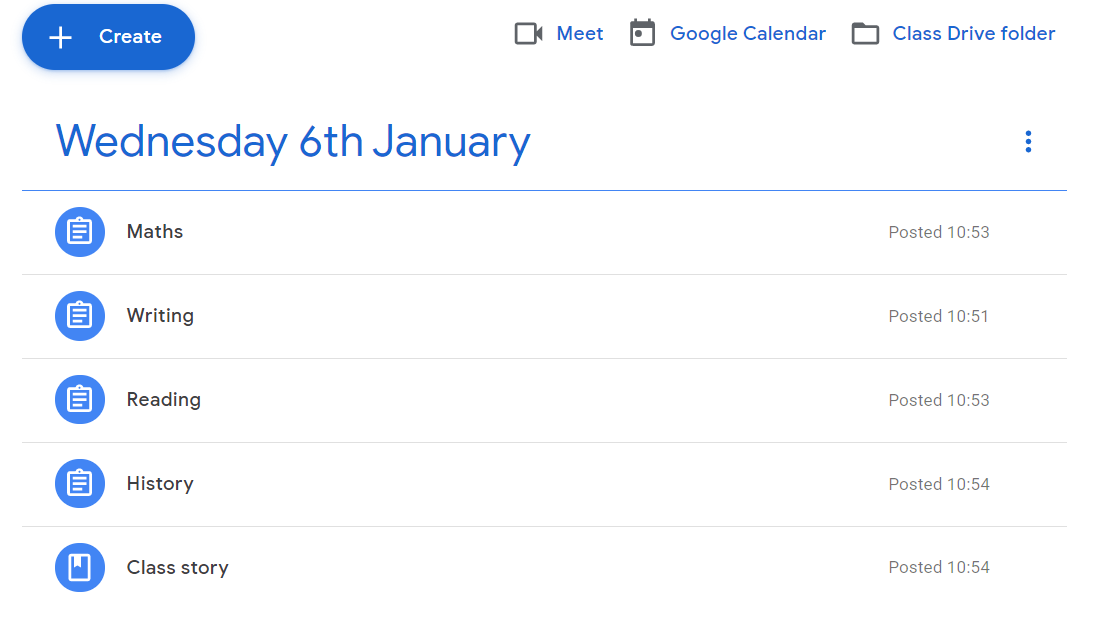 Create
Meet Google Calendar Class Drive folder
Wednesday 6th January
Maths Posted 10:53
Writing Posted 10:51
Reading Posted 10:53
History Posted 10:54
Class story Posted 10:54